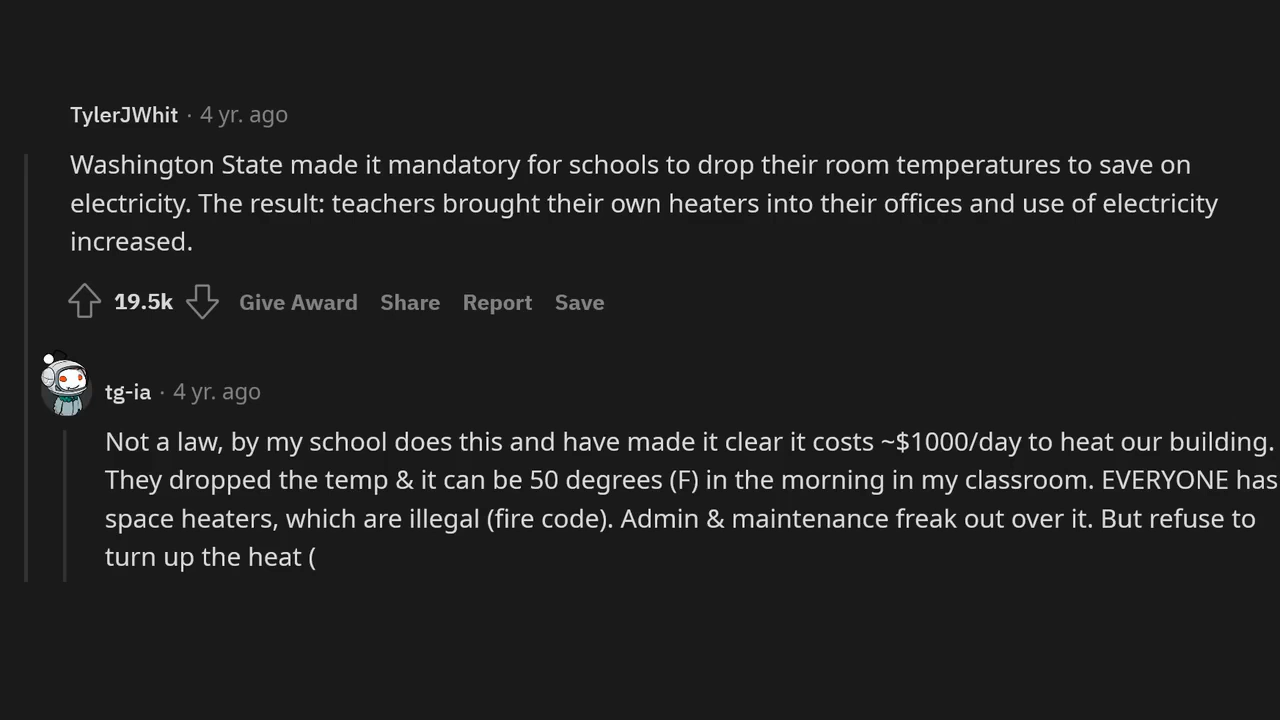 TylerJWhit · 4 yr. ago
Washington State made it mandatory for schools to drop their room temperatures to save on
electricity. The result: teachers brought their own heaters into their offices and use of electricity
increased.
19.5k Give Award Share Report Save
tg-ia · 4 yr. ago
Not a law, by my school does this and have made it clear it costs ~$1000/day to heat our building.
They dropped the temp & it can be 50 degrees (F) in the morning in my classroom. EVERYONE has
space heaters, which are illegal (fire code). Admin & maintenance freak out over it. But refuse to
turn up the heat (